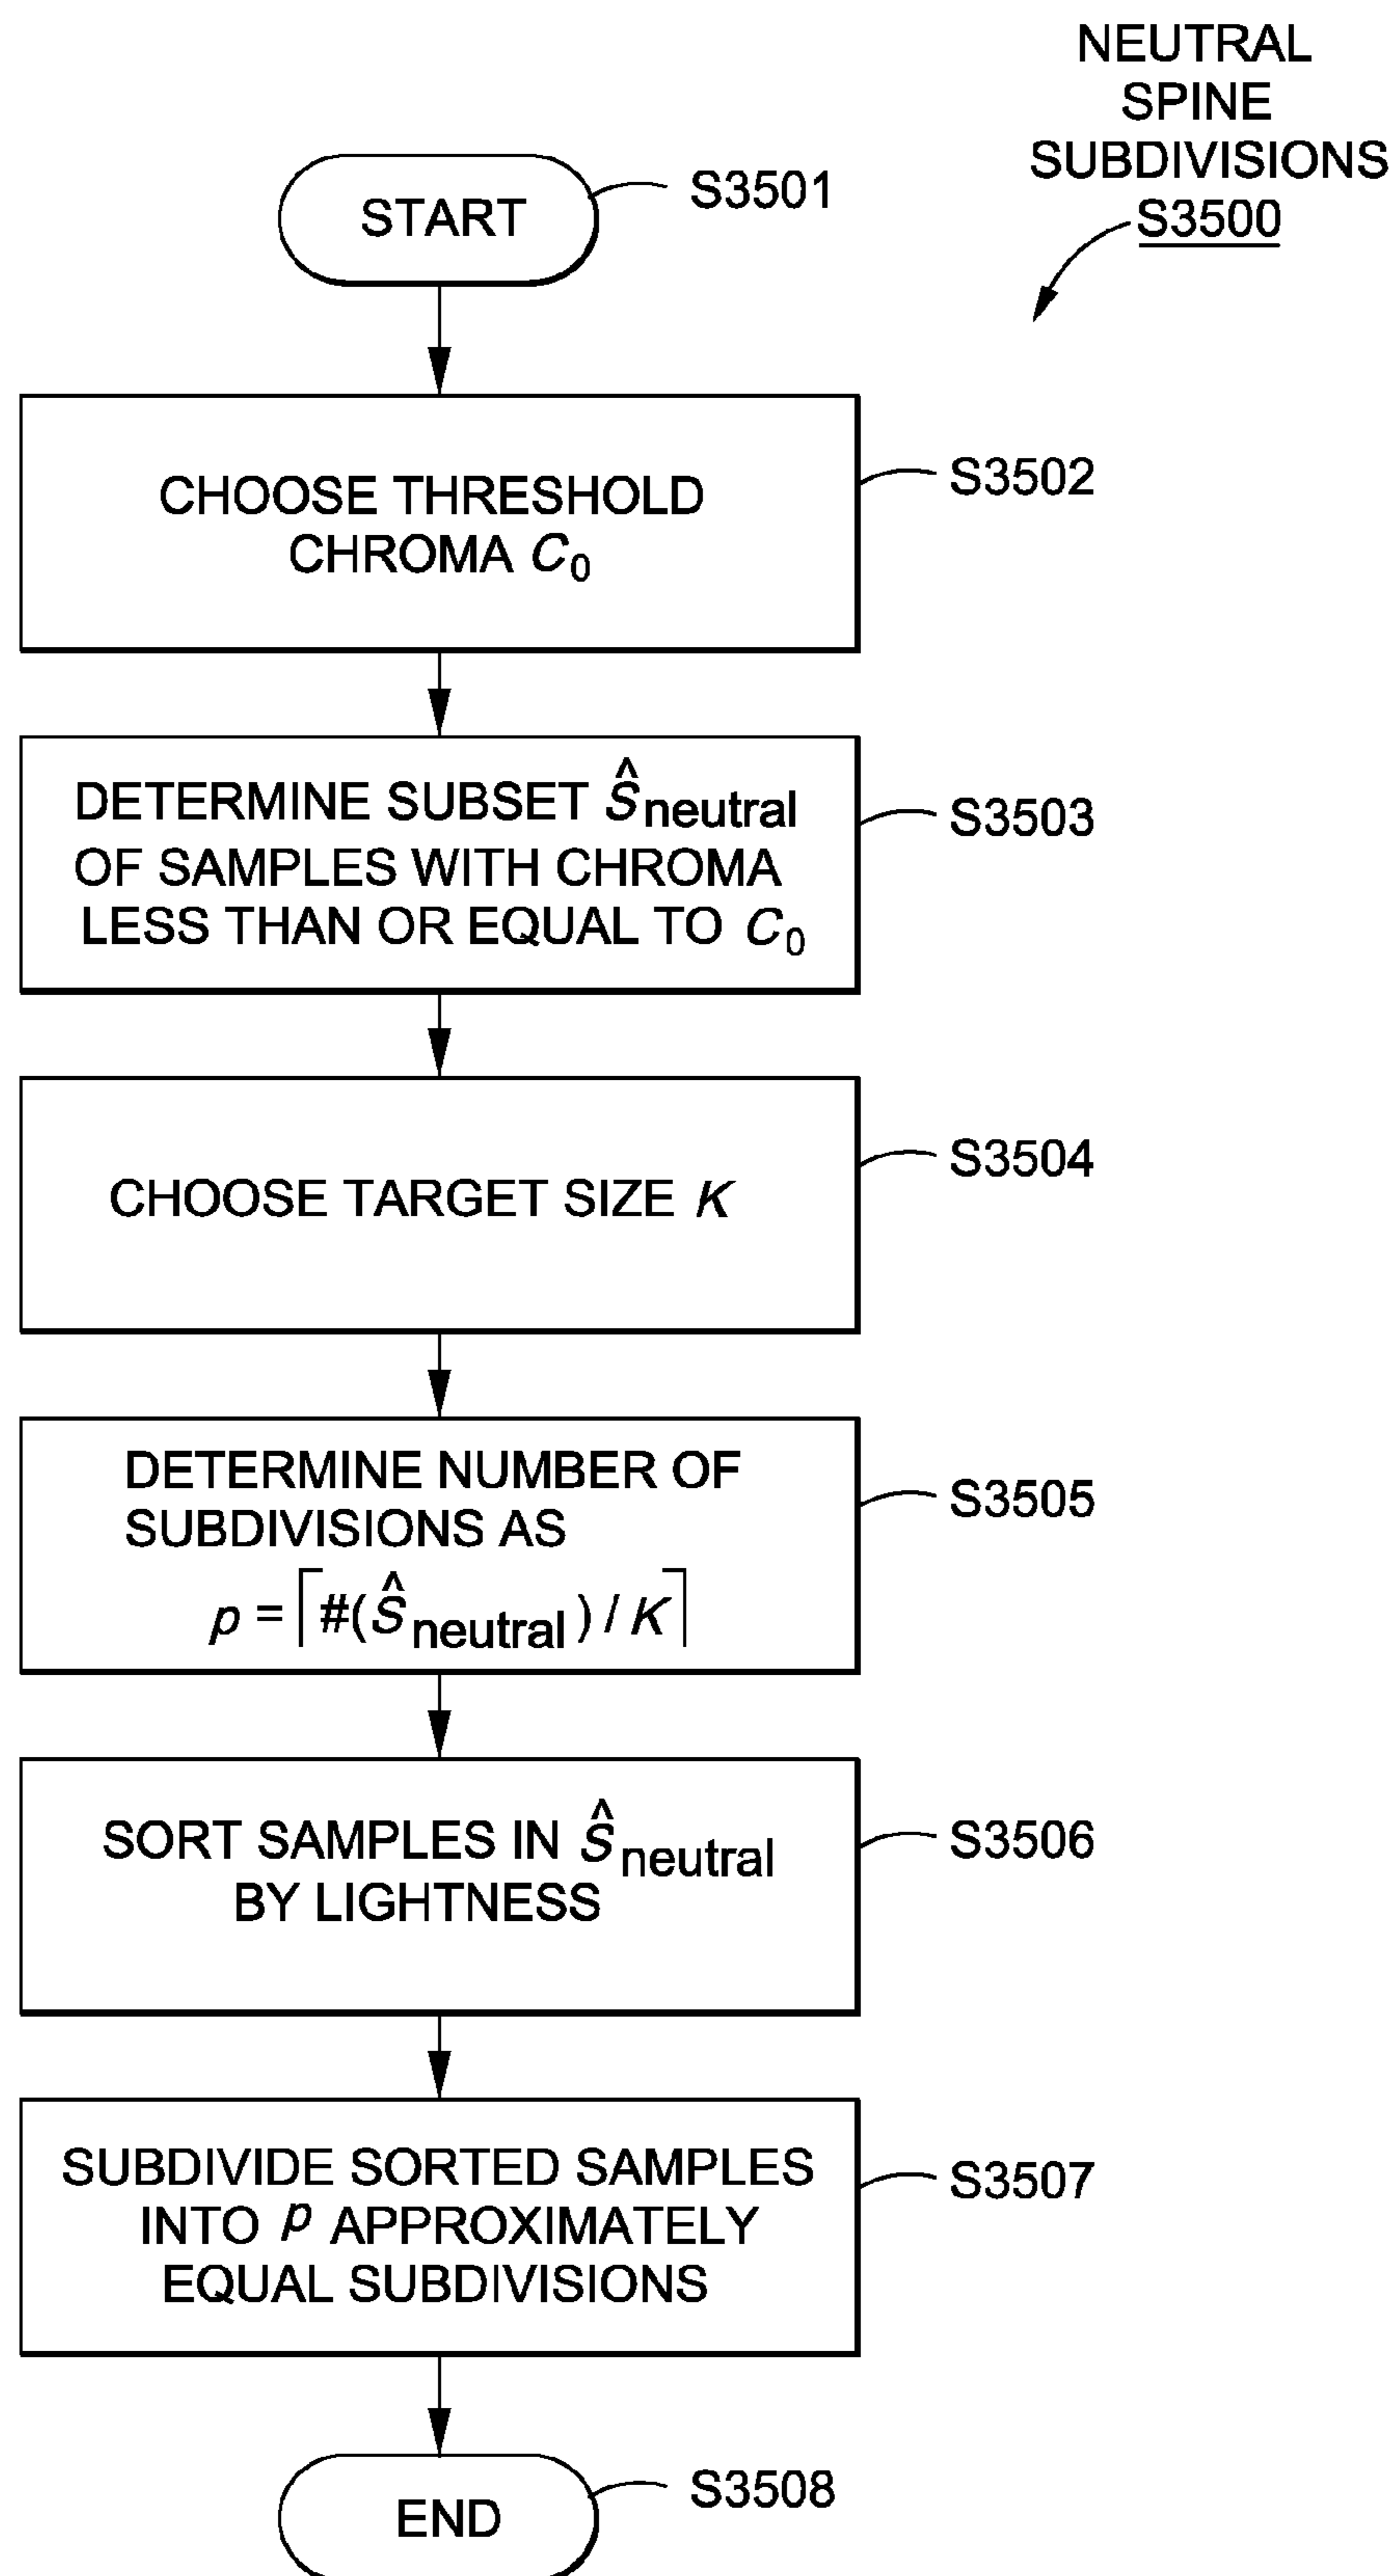 NEUTRAL
SPINE
SUBDIVISIONS
S3500
START
S3501
CHOOSE THRESHOLD
CHROMA C₀
S3502
DETERMINE SUBSET Ŝneutral
OF SAMPLES WITH CHROMA
LESS THAN OR EQUAL TO C₀
S3503
CHOOSE TARGET SIZE K
S3504
DETERMINE NUMBER OF
SUBDIVISIONS AS
p = ⌈#(Ŝneutral) / K⌉
S3505
SORT SAMPLES IN Ŝneutral
BY LIGHTNESS
S3506
SUBDIVIDE SORTED SAMPLES
INTO p APPROXIMATELY
EQUAL SUBDIVISIONS
S3507
END
S3508